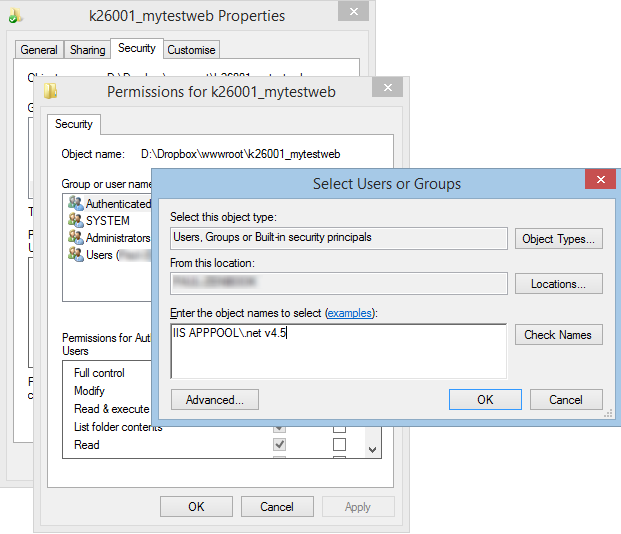 k26001_mytestweb Properties
General
Sharing
Security
Customise
Permissions for k26001_mytestweb
Security
Object name: D:\Dropbox\wwwroot\k26001_mytestweb
Group or user name
Authenticated
SYSTEM
Administrators
Users (
Permissions for Aut
Users
Full control
Modify
Read & execute
List folder contents
Read
OK
Cancel
Apply
Select Users or Groups
Select this object type:
Users, Groups or Built-in security principals
Object Types...
From this location:
Locations...
Enter the object names to select (examples):
IIS APPPOOL\.net v4.5
Check Names
Advanced...
OK
Cancel